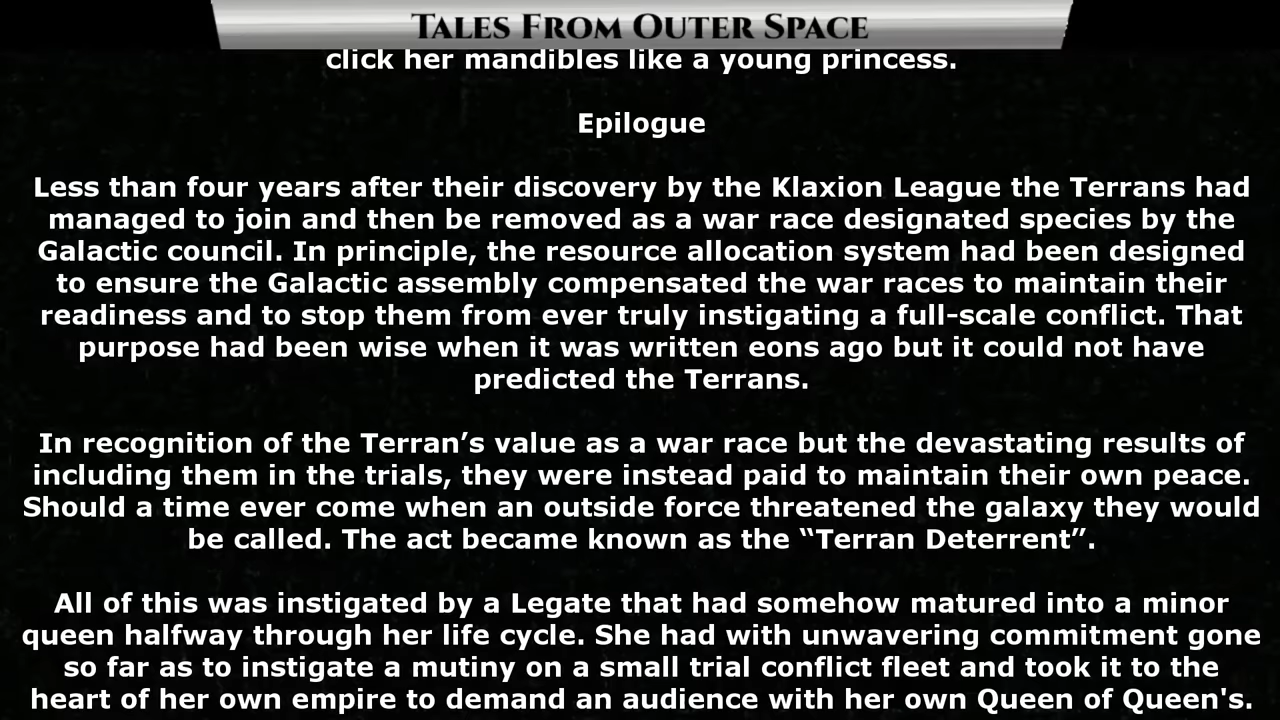 Tales From Outer Space
click her mandibles like a young princess.
Epilogue
Less than four years after their discovery by the Klaxion League the Terrans had
managed to join and then be removed as a war race designated species by the
Galactic council. In principle, the resource allocation system had been designed
to ensure the Galactic assembly compensated the war races to maintain their
readiness and to stop them from ever truly instigating a full-scale conflict. That
purpose had been wise when it was written eons ago but it could not have
predicted the Terrans.
In recognition of the Terran’s value as a war race but the devastating results of
including them in the trials, they were instead paid to maintain their own peace.
Should a time ever come when an outside force threatened the galaxy they would
be called. The act became known as the “Terran Deterrent”.
All of this was instigated by a Legate that had somehow matured into a minor
queen halfway through her life cycle. She had with unwavering commitment gone
so far as to instigate a mutiny on a small trial conflict fleet and took it to the
heart of her own empire to demand an audience with her own Queen of Queen's.